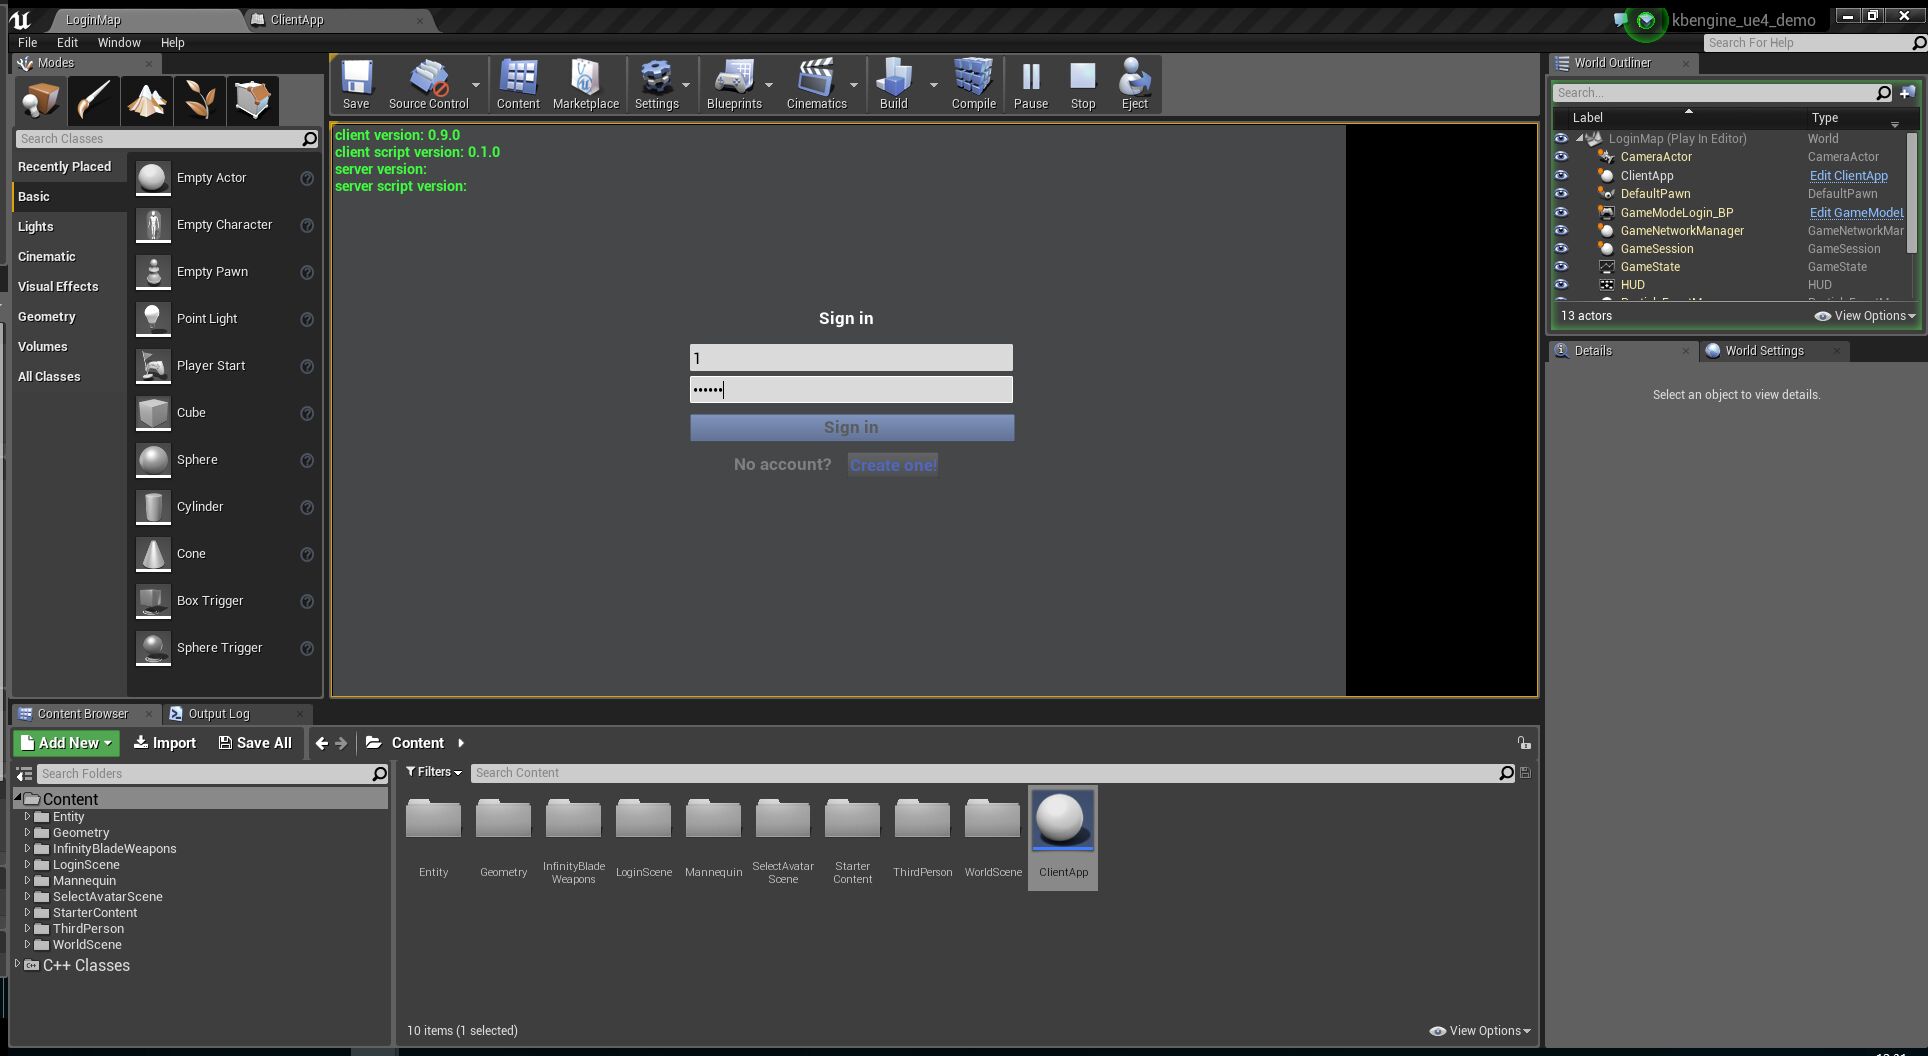 LoginMap
ClientApp
kbengine_ue4_demo
File Edit Window Help
Search For Help
Modes
Search Classes
Recently Placed
Basic
Lights
Cinematic
Visual Effects
Geometry
Volumes
All Classes
Empty Actor
Empty Character
Empty Pawn
Point Light
Player Start
Cube
Sphere
Cylinder
Cone
Box Trigger
Sphere Trigger
Save
Source Control
Content
Marketplace
Settings
Blueprints
Cinematics
Build
Compile
Pause
Stop
Eject
client version: 0.9.0
client script version: 0.1.0
server version:
server script version:
Sign in
1
••••••
Sign in
No account? Create one!
World Outliner
Search...
Label Type
LoginMap (Play In Editor) World
CameraActor CameraActor
ClientApp Edit ClientApp
DefaultPawn DefaultPawn
GameModeLogin_BP Edit GameModeL
GameNetworkManager GameNetworkMar
GameSession GameSession
GameState GameState
HUD HUD
13 actors View Options
Details
World Settings
Select an object to view details.
Content Browser
Output Log
Add New Import Save All Content
Search Folders
Content
Entity
Geometry
InfinityBladeWeapons
LoginScene
Mannequin
SelectAvatarScene
StarterContent
ThirdPerson
WorldScene
C++ Classes
Filters
Search Content
Entity
Geometry
InfinityBlade
Weapons
LoginScene
Mannequin
SelectAvatar
Scene
Starter
Content
ThirdPerson
WorldScene
ClientApp
10 items (1 selected)
View Options